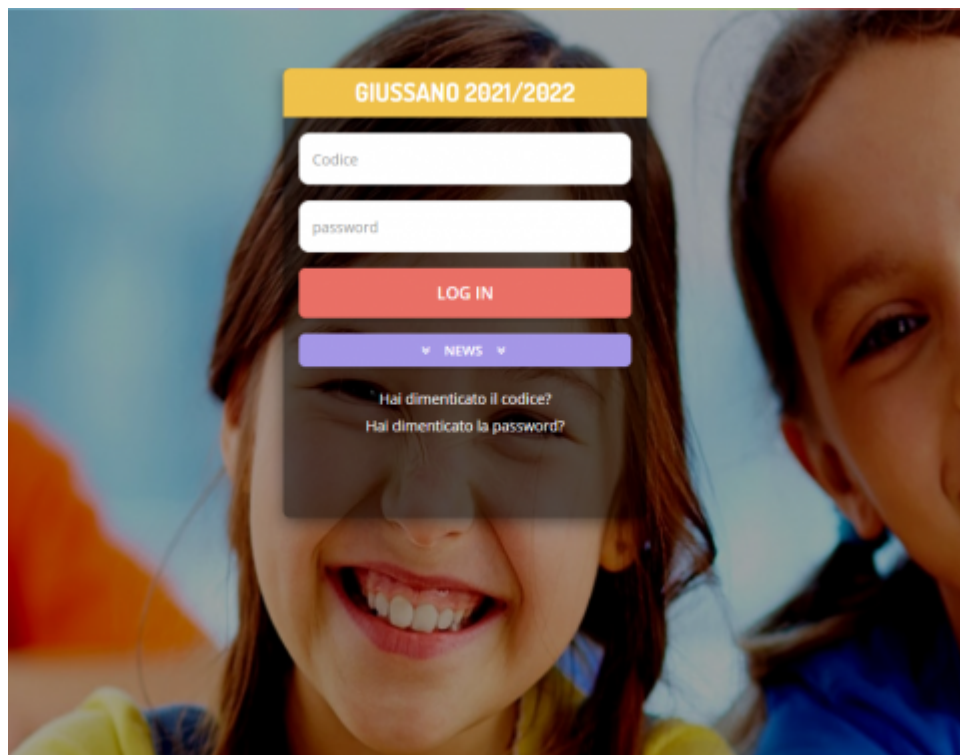 GIUSSANO 2021/2022
Codice
password
LOG IN
NEWS
Hai dimenticato il codice?
Hai dimenticato la password?